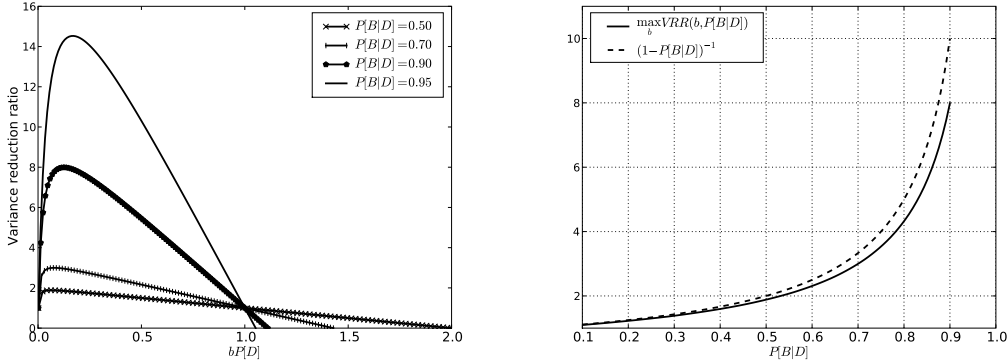 16
14
12
10
8
6
4
2
0
Variance reduction ratio
0.0 0.5 1.0 1.5 2.0
bP[D]
P[B|D]=0.50
P[B|D]=0.70
P[B|D]=0.90
P[B|D]=0.95
10
8
6
4
2
0.1 0.2 0.3 0.4 0.5 0.6 0.7 0.8 0.9 1.0
P[B|D]
max_b VRR(b,P[B|D])
(1−P[B|D])⁻¹